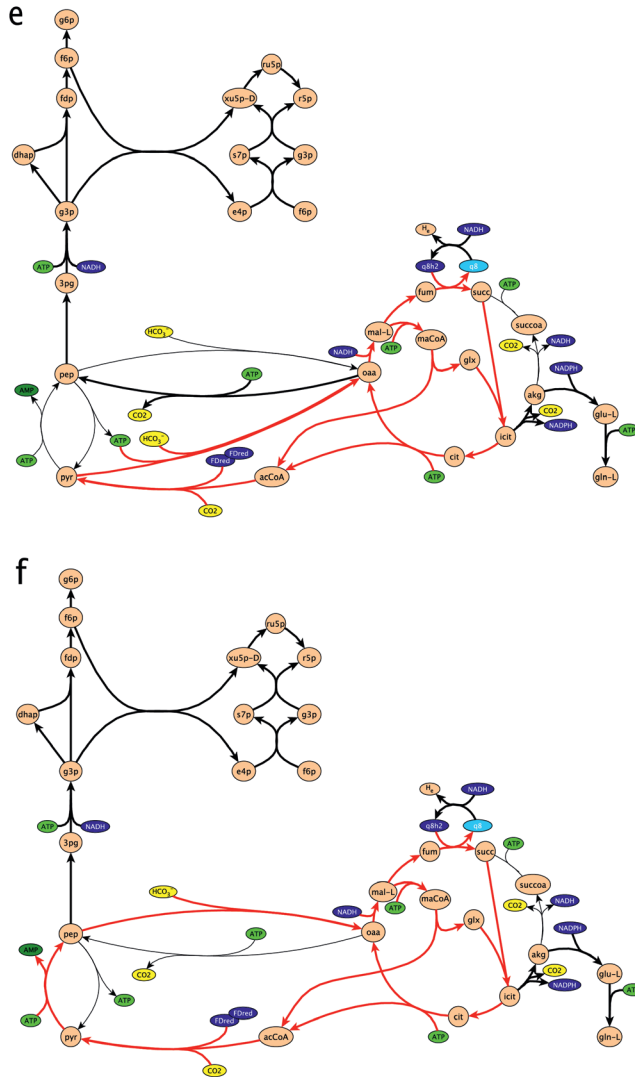 e
g6p
f6p
ru5p
fdp
xu5p-D
r5p
dhap
s7p
g3p
g3p
e4p
f6p
He
NADH
ATP
NADH
q8h2
q8
3pg
fum
succ
ATP
HCO3
mal-L
succoa
maCoA
NADH
ATP
CO2
NADH
glx
NADPH
pep
oaa
ATP
AMP
akg
CO2
CO2
glu-L
HCO3-
icit
NADPH
ATP
ATP
FDred
FDred
cit
ATP
pyr
acCoA
ATP
gln-L
CO2
f
g6p
f6p
ru5p
fdp
xu5p-D
r5p
dhap
s7p
g3p
g3p
e4p
f6p
He
NADH
ATP
NADH
q8h2
q8
3pg
fum
succ
ATP
HCO3
mal-L
succoa
maCoA
NADH
ATP
CO2
NADH
glx
NADPH
pep
oaa
ATP
AMP
akg
CO2
CO2
glu-L
icit
NADPH
ATP
ATP
FDred
FDred
cit
ATP
pyr
acCoA
ATP
gln-L
CO2